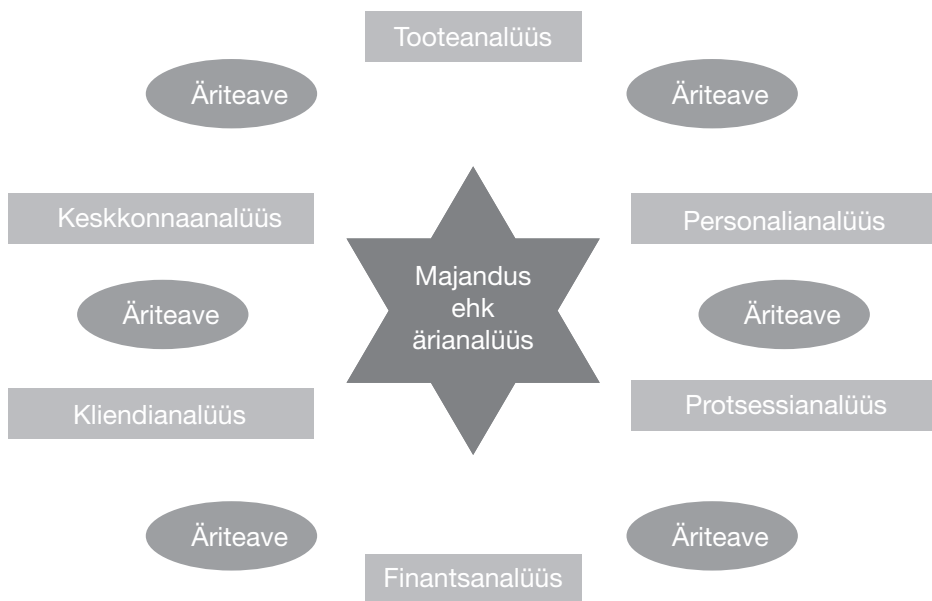 Tooteanalüüs
Äriteave
Äriteave
Keskkonnaanalüüs
Personalianalüüs
Majandus
ehk
ärianalüüs
Äriteave
Äriteave
Kliendianalüüs
Protsessianalüüs
Äriteave
Äriteave
Finantsanalüüs